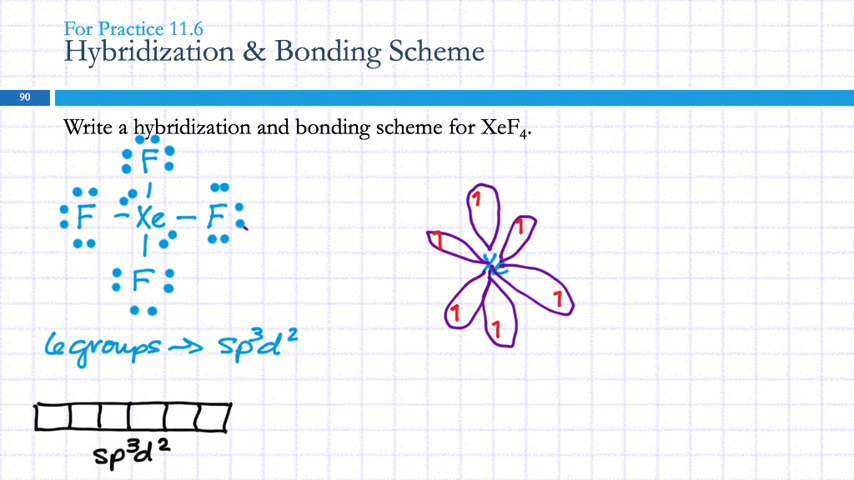 For Practice 11.6
Hybridization & Bonding Scheme
90
Write a hybridization and bonding scheme for XeF₄.
F
F – Xe – F
F
6 groups → sp³d²
sp³d²
1
1
1
Xe
1
1
1